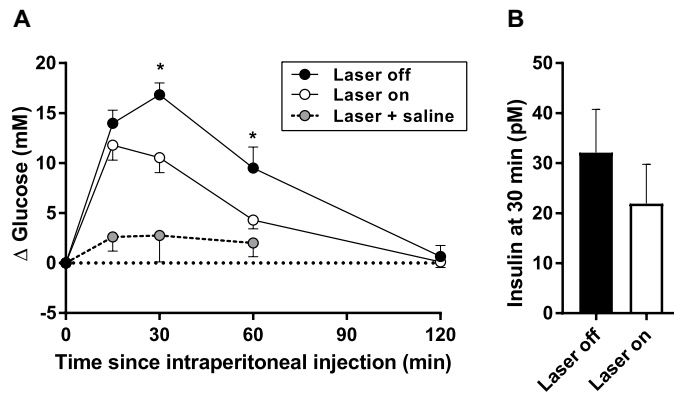 A
Δ Glucose (mM)
20
15
10
5
0
-5
*
*
Laser off
Laser on
Laser + saline
0
30
60
90
120
Time since intraperitoneal injection (min)
B
Insulin at 30 min (pM)
50
40
30
20
10
0
Laser off
Laser on